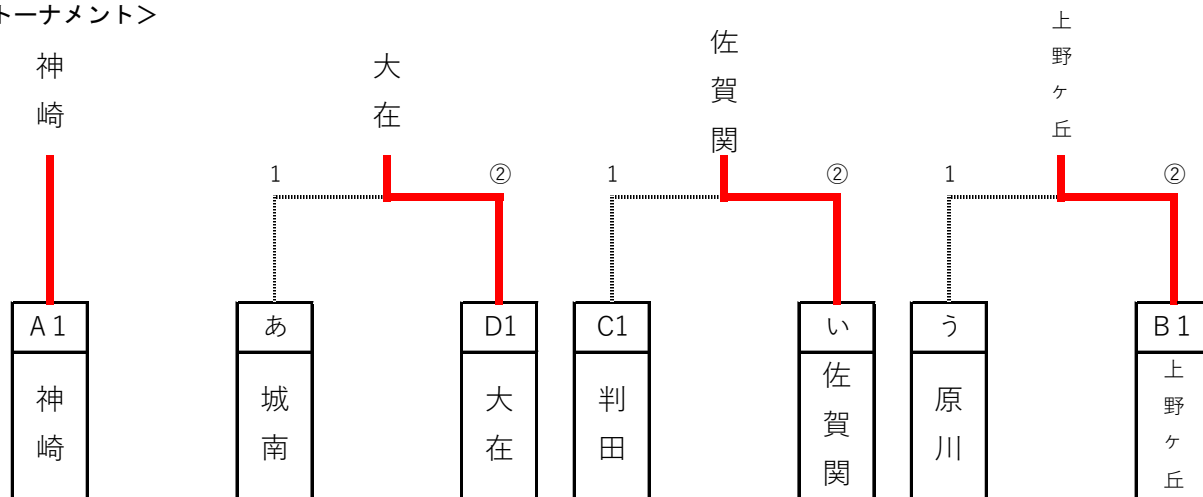 トーナメント＞
神崎
大在
佐賀関
上野ヶ丘
1
②
1
②
1
②
A1
あ
D1
C1
い
う
B1
神崎
城南
大在
判田
佐賀関
原川
上野ヶ丘